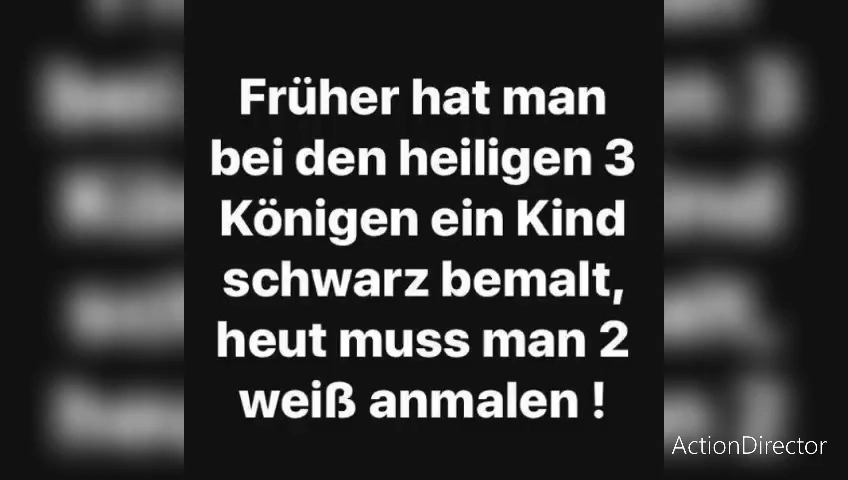 Früher hat man
bei den heiligen 3
Königen ein Kind
schwarz bemalt,
heut muss man 2
weiß anmalen !
ActionDirector